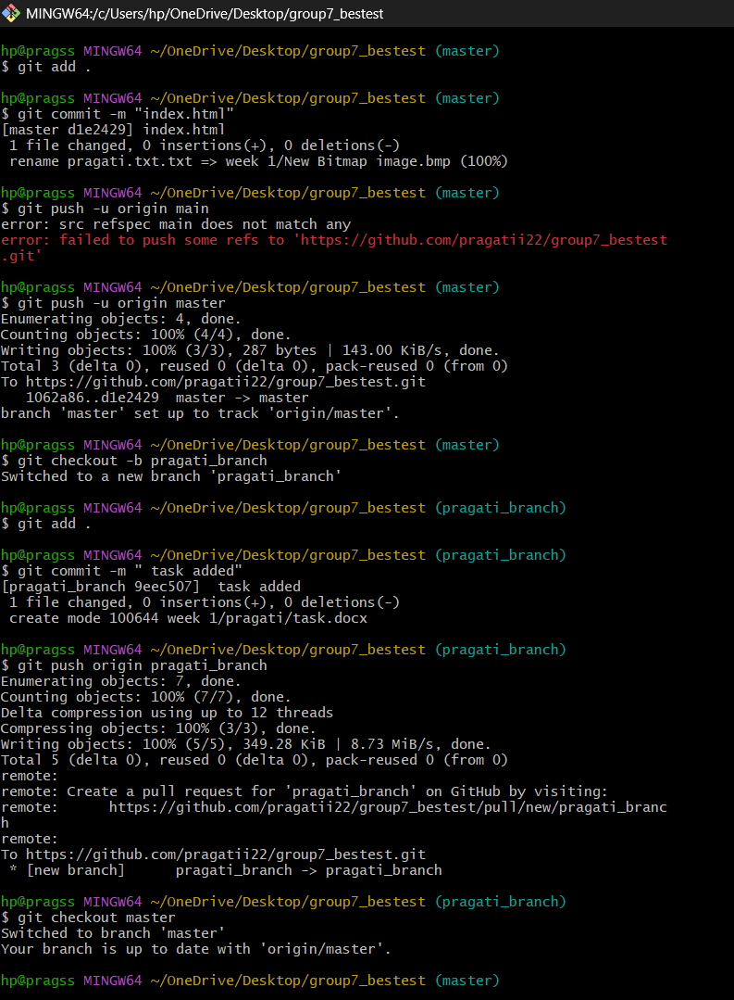 MINGW64:/c/Users/hp/OneDrive/Desktop/group7_bestest
hp@pragss MINGW64 ~/OneDrive/Desktop/group7_bestest (master)
$ git add .
hp@pragss MINGW64 ~/OneDrive/Desktop/group7_bestest (master)
$ git commit -m "index.html"
[master d1e2429] index.html
 1 file changed, 0 insertions(+), 0 deletions(-)
 rename pragati.txt.txt => week 1/New Bitmap image.bmp (100%)
hp@pragss MINGW64 ~/OneDrive/Desktop/group7_bestest (master)
$ git push -u origin main
error: src refspec main does not match any
error: failed to push some refs to 'https://github.com/pragatii22/group7_bestest
.git'
hp@pragss MINGW64 ~/OneDrive/Desktop/group7_bestest (master)
$ git push -u origin master
Enumerating objects: 4, done.
Counting objects: 100% (4/4), done.
Writing objects: 100% (3/3), 287 bytes | 143.00 KiB/s, done.
Total 3 (delta 0), reused 0 (delta 0), pack-reused 0 (from 0)
To https://github.com/pragatii22/group7_bestest.git
   1062a86..d1e2429  master -> master
branch 'master' set up to track 'origin/master'.
hp@pragss MINGW64 ~/OneDrive/Desktop/group7_bestest (master)
$ git checkout -b pragati_branch
Switched to a new branch 'pragati_branch'
hp@pragss MINGW64 ~/OneDrive/Desktop/group7_bestest (pragati_branch)
$ git add .
hp@pragss MINGW64 ~/OneDrive/Desktop/group7_bestest (pragati_branch)
$ git commit -m " task added"
[pragati_branch 9eec507]  task added
 1 file changed, 0 insertions(+), 0 deletions(-)
 create mode 100644 week 1/pragati/task.docx
hp@pragss MINGW64 ~/OneDrive/Desktop/group7_bestest (pragati_branch)
$ git push origin pragati_branch
Enumerating objects: 7, done.
Counting objects: 100% (7/7), done.
Delta compression using up to 12 threads
Compressing objects: 100% (3/3), done.
Writing objects: 100% (5/5), 349.28 KiB | 8.73 MiB/s, done.
Total 5 (delta 0), reused 0 (delta 0), pack-reused 0 (from 0)
remote:
remote: Create a pull request for 'pragati_branch' on GitHub by visiting:
remote:      https://github.com/pragatii22/group7_bestest/pull/new/pragati_branc
h
remote:
To https://github.com/pragatii22/group7_bestest.git
 * [new branch]      pragati_branch -> pragati_branch
hp@pragss MINGW64 ~/OneDrive/Desktop/group7_bestest (pragati_branch)
$ git checkout master
Switched to branch 'master'
Your branch is up to date with 'origin/master'.
hp@pragss MINGW64 ~/OneDrive/Desktop/group7_bestest (master)